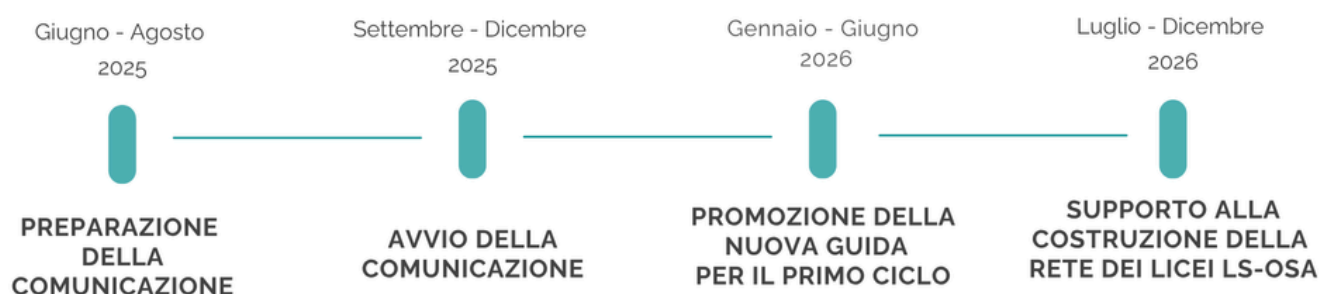 Giugno - Agosto
2025
PREPARAZIONE
DELLA
COMUNICAZIONE
Settembre - Dicembre
2025
AVVIO DELLA
COMUNICAZIONE
Gennaio - Giugno
2026
PROMOZIONE DELLA
NUOVA GUIDA
PER IL PRIMO CICLO
Luglio - Dicembre
2026
SUPPORTO ALLA
COSTRUZIONE DELLA
RETE DEI LICEI LS-OSA